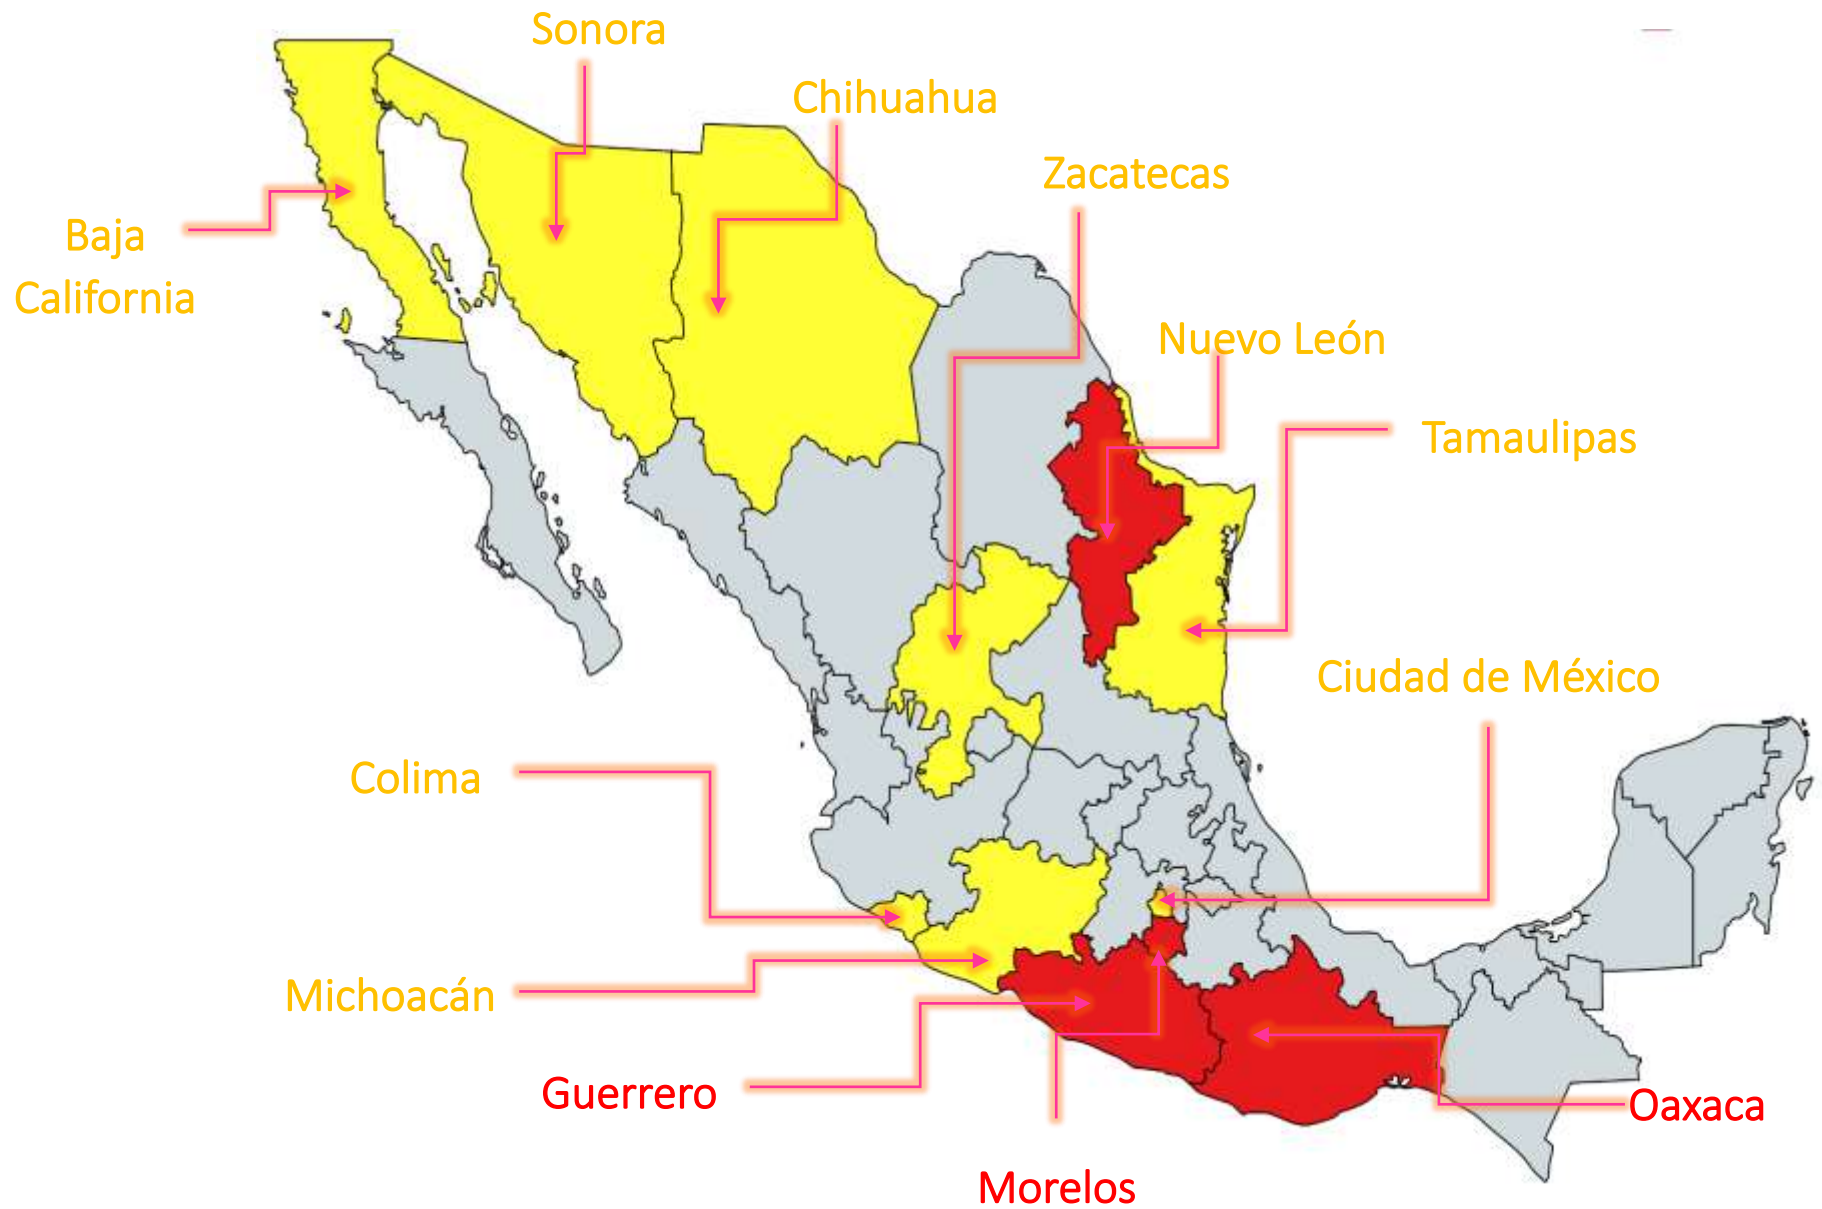 Sonora
Chihuahua
Zacatecas
Baja
California
Nuevo León
Tamaulipas
Ciudad de México
Colima
Michoacán
Guerrero
Oaxaca
Morelos